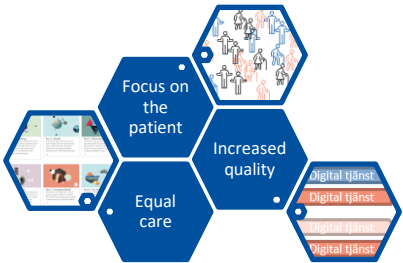 Focus on
the
patient
Increased
quality
Equal
care
Digital tjänst
Digital tjänst
Digital tjänst
Digital tjänst